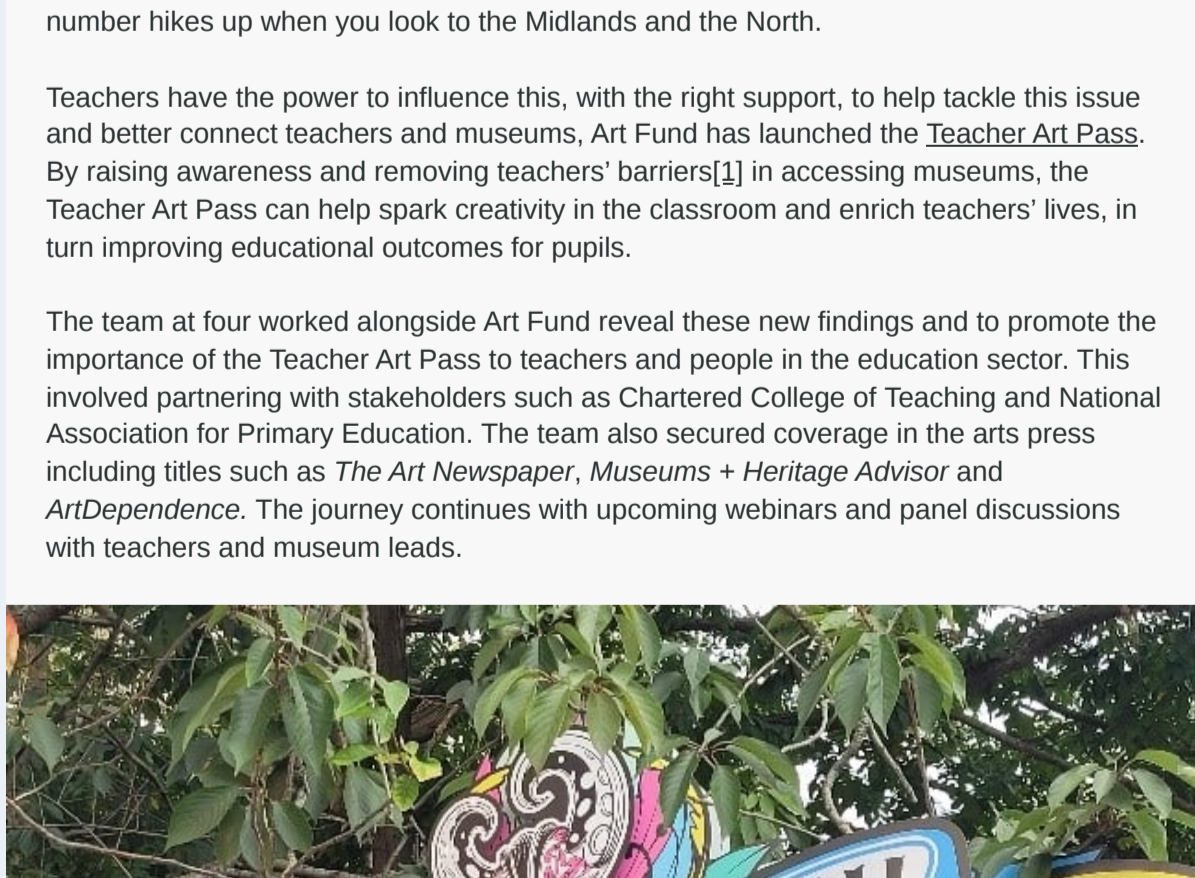 number hikes up when you look to the Midlands and the North.
Teachers have the power to influence this, with the right support, to help tackle this issue
and better connect teachers and museums, Art Fund has launched the Teacher Art Pass.
By raising awareness and removing teachers’ barriers[1] in accessing museums, the
Teacher Art Pass can help spark creativity in the classroom and enrich teachers’ lives, in
turn improving educational outcomes for pupils.
The team at four worked alongside Art Fund reveal these new findings and to promote the
importance of the Teacher Art Pass to teachers and people in the education sector. This
involved partnering with stakeholders such as Chartered College of Teaching and National
Association for Primary Education. The team also secured coverage in the arts press
including titles such as The Art Newspaper, Museums + Heritage Advisor and
ArtDependence. The journey continues with upcoming webinars and panel discussions
with teachers and museum leads.